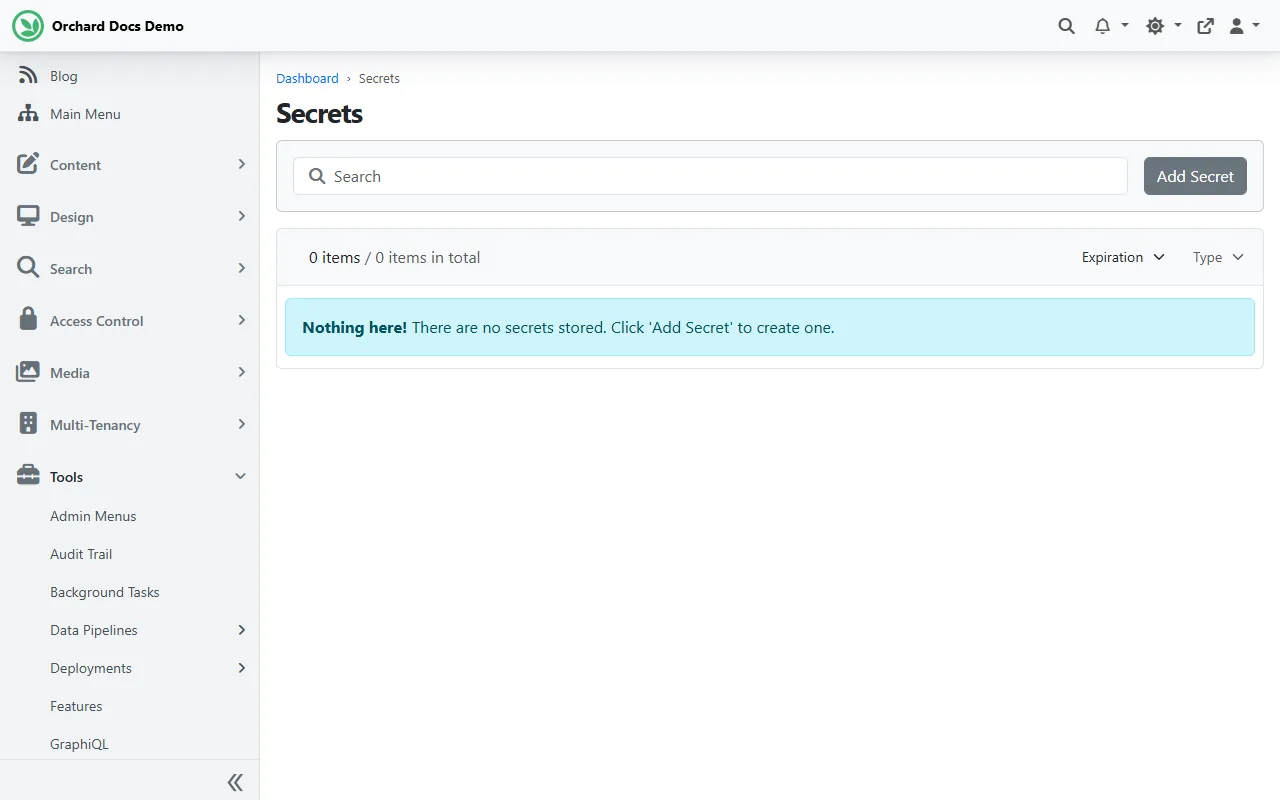 Orchard Docs Demo
Blog
Main Menu
Content
Design
Search
Access Control
Media
Multi-Tenancy
Tools
Admin Menus
Audit Trail
Background Tasks
Data Pipelines
Deployments
Features
GraphiQL
Dashboard › Secrets
Secrets
Search
Add Secret
0 items / 0 items in total
Expiration
Type
Nothing here! There are no secrets stored. Click 'Add Secret' to create one.